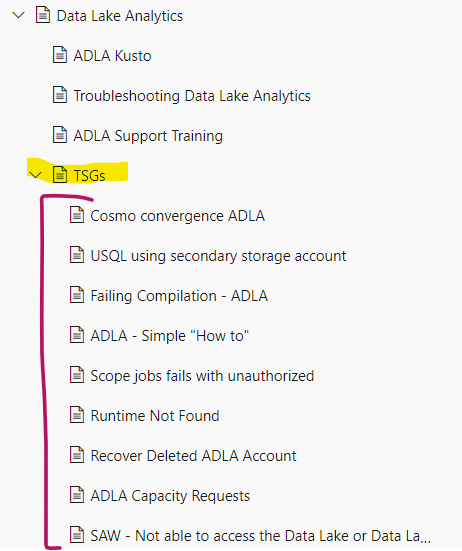 Data Lake Analytics
ADLA Kusto
Troubleshooting Data Lake Analytics
ADLA Support Training
TSGs
Cosmo convergence ADLA
USQL using secondary storage account
Failing Compilation - ADLA
ADLA - Simple "How to"
Scope jobs fails with unauthorized
Runtime Not Found
Recover Deleted ADLA Account
ADLA Capacity Requests
SAW - Not able to access the Data Lake or Data La...